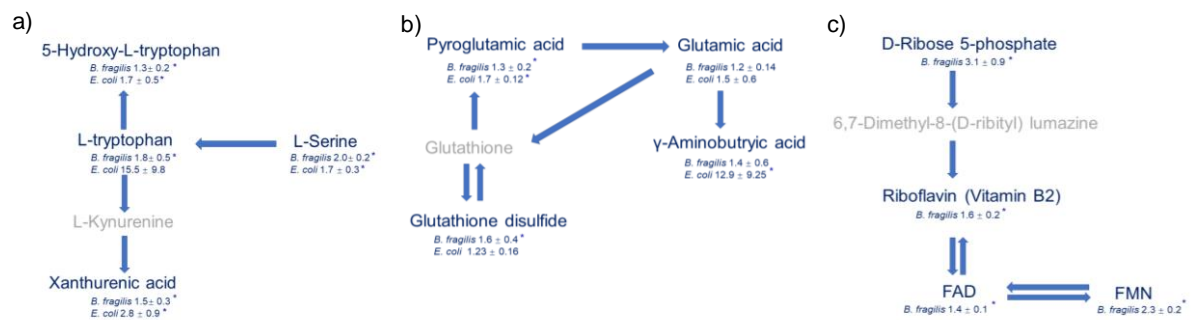 a)
5-Hydroxy-L-tryptophan
B. fragilis 1.3± 0.2 *
E. coli 1.7 ± 0.5 *
L-tryptophan
B. fragilis 1.8± 0.5 *
E. coli 15.5 ± 9.8
L-Serine
B. fragilis 2.0± 0.2 *
E. coli 1.7 ± 0.3 *
L-Kynurenine
Xanthurenic acid
B. fragilis 1.5± 0.3 *
E. coli 2.8 ± 0.9 *
b)
Pyroglutamic acid
B. fragilis 1.3 ± 0.2 *
E. coli 1.7 ± 0.12 *
Glutamic acid
B. fragilis 1.2 ± 0.14
E. coli 1.5 ± 0.6
Glutathione
γ-Aminobutryic acid
B. fragilis 1.4 ± 0.6
E. coli 12.9 ± 9.25 *
Glutathione disulfide
B. fragilis 1.6 ± 0.4 *
E. coli 1.23 ± 0.16
c)
D-Ribose 5-phosphate
B. fragilis 3.1 ± 0.9 *
6,7-Dimethyl-8-(D-ribityl) lumazine
Riboflavin (Vitamin B2)
B. fragilis 1.6 ± 0.2 *
FAD
B. fragilis 1.4 ± 0.1 *
FMN
B. fragilis 2.3 ± 0.2 *